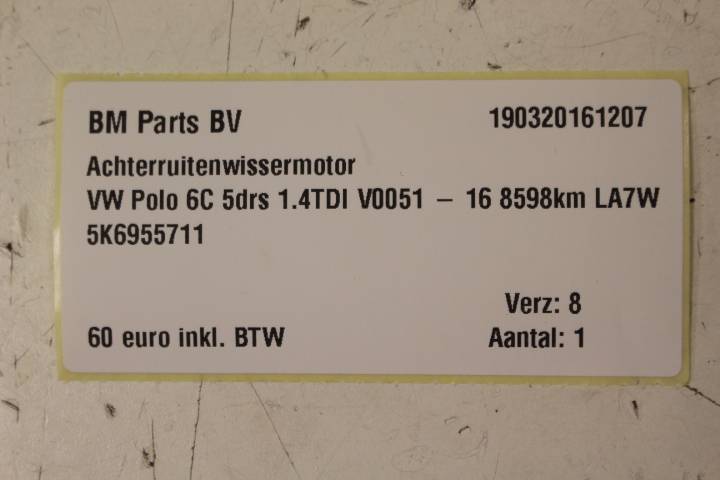 BM Parts BV 190320161207
Achterruitenwissermotor
VW Polo 6C 5drs 1.4TDI V0051 – 16 8598km LA7W
5K6955711
Verz: 8
60 euro inkl. BTW Aantal: 1